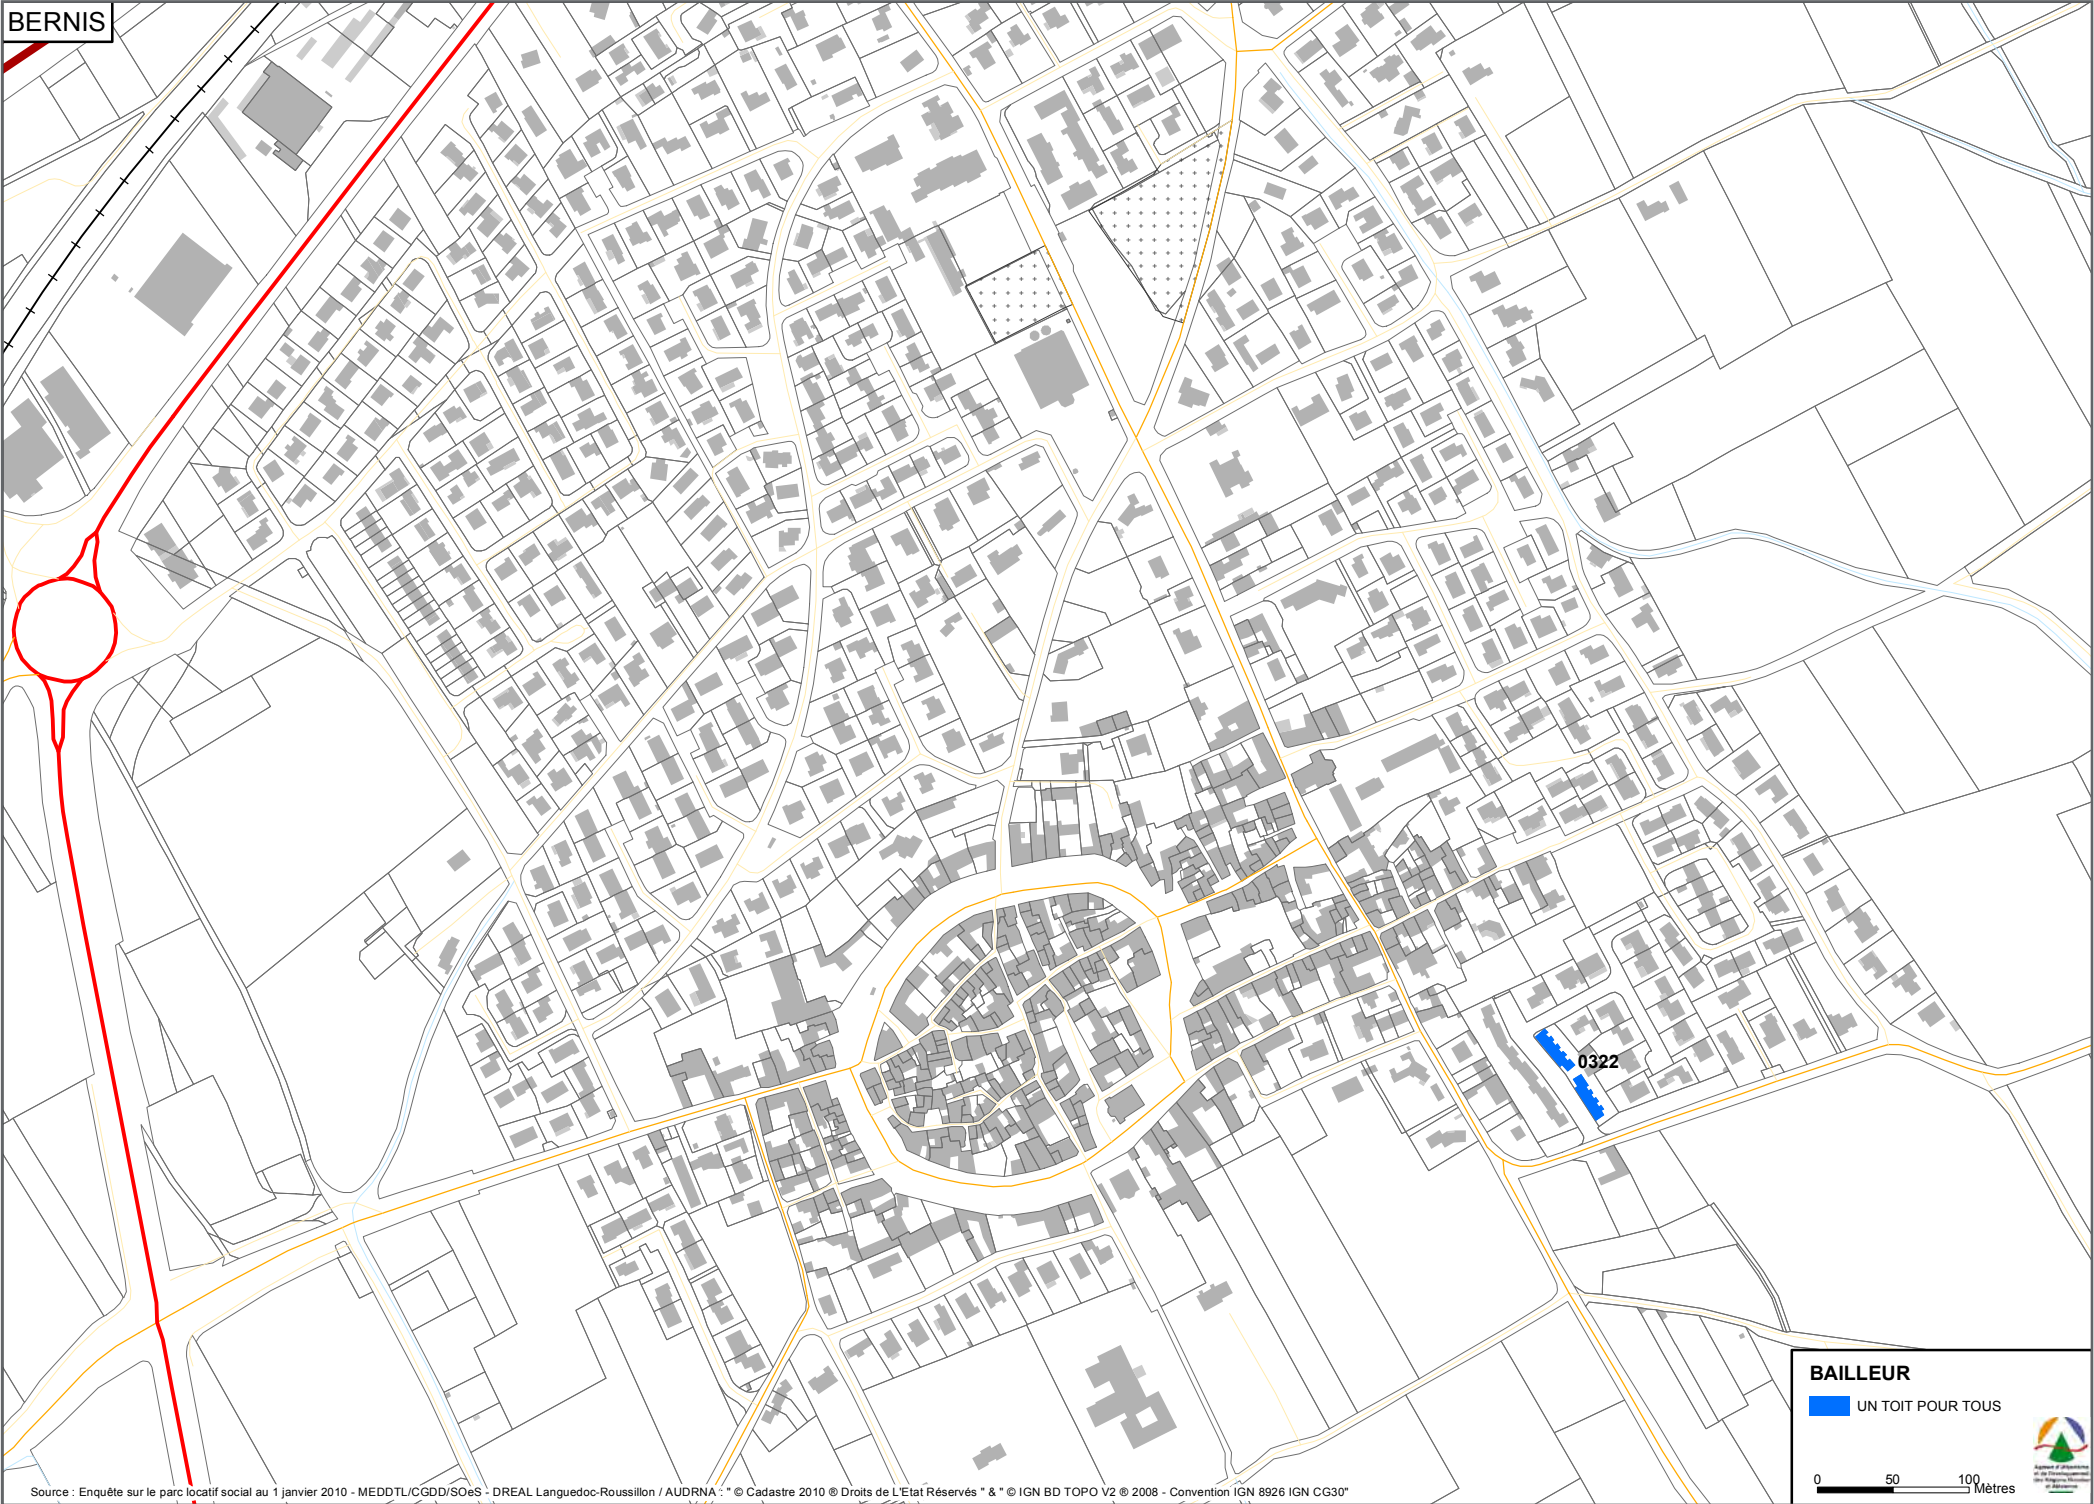 BERNIS
0322
BAILLEUR
UN TOIT POUR TOUS
0 50 100 Mètres
Source : Enquête sur le parc locatif social au 1 janvier 2010 - MEDDTL/CGDD/SOeS - DREAL Languedoc-Roussillon / AUDRNA : " © Cadastre 2010 ® Droits de L'Etat Réservés " & " © IGN BD TOPO V2 ® 2008 - Convention IGN 8926 IGN CG30"